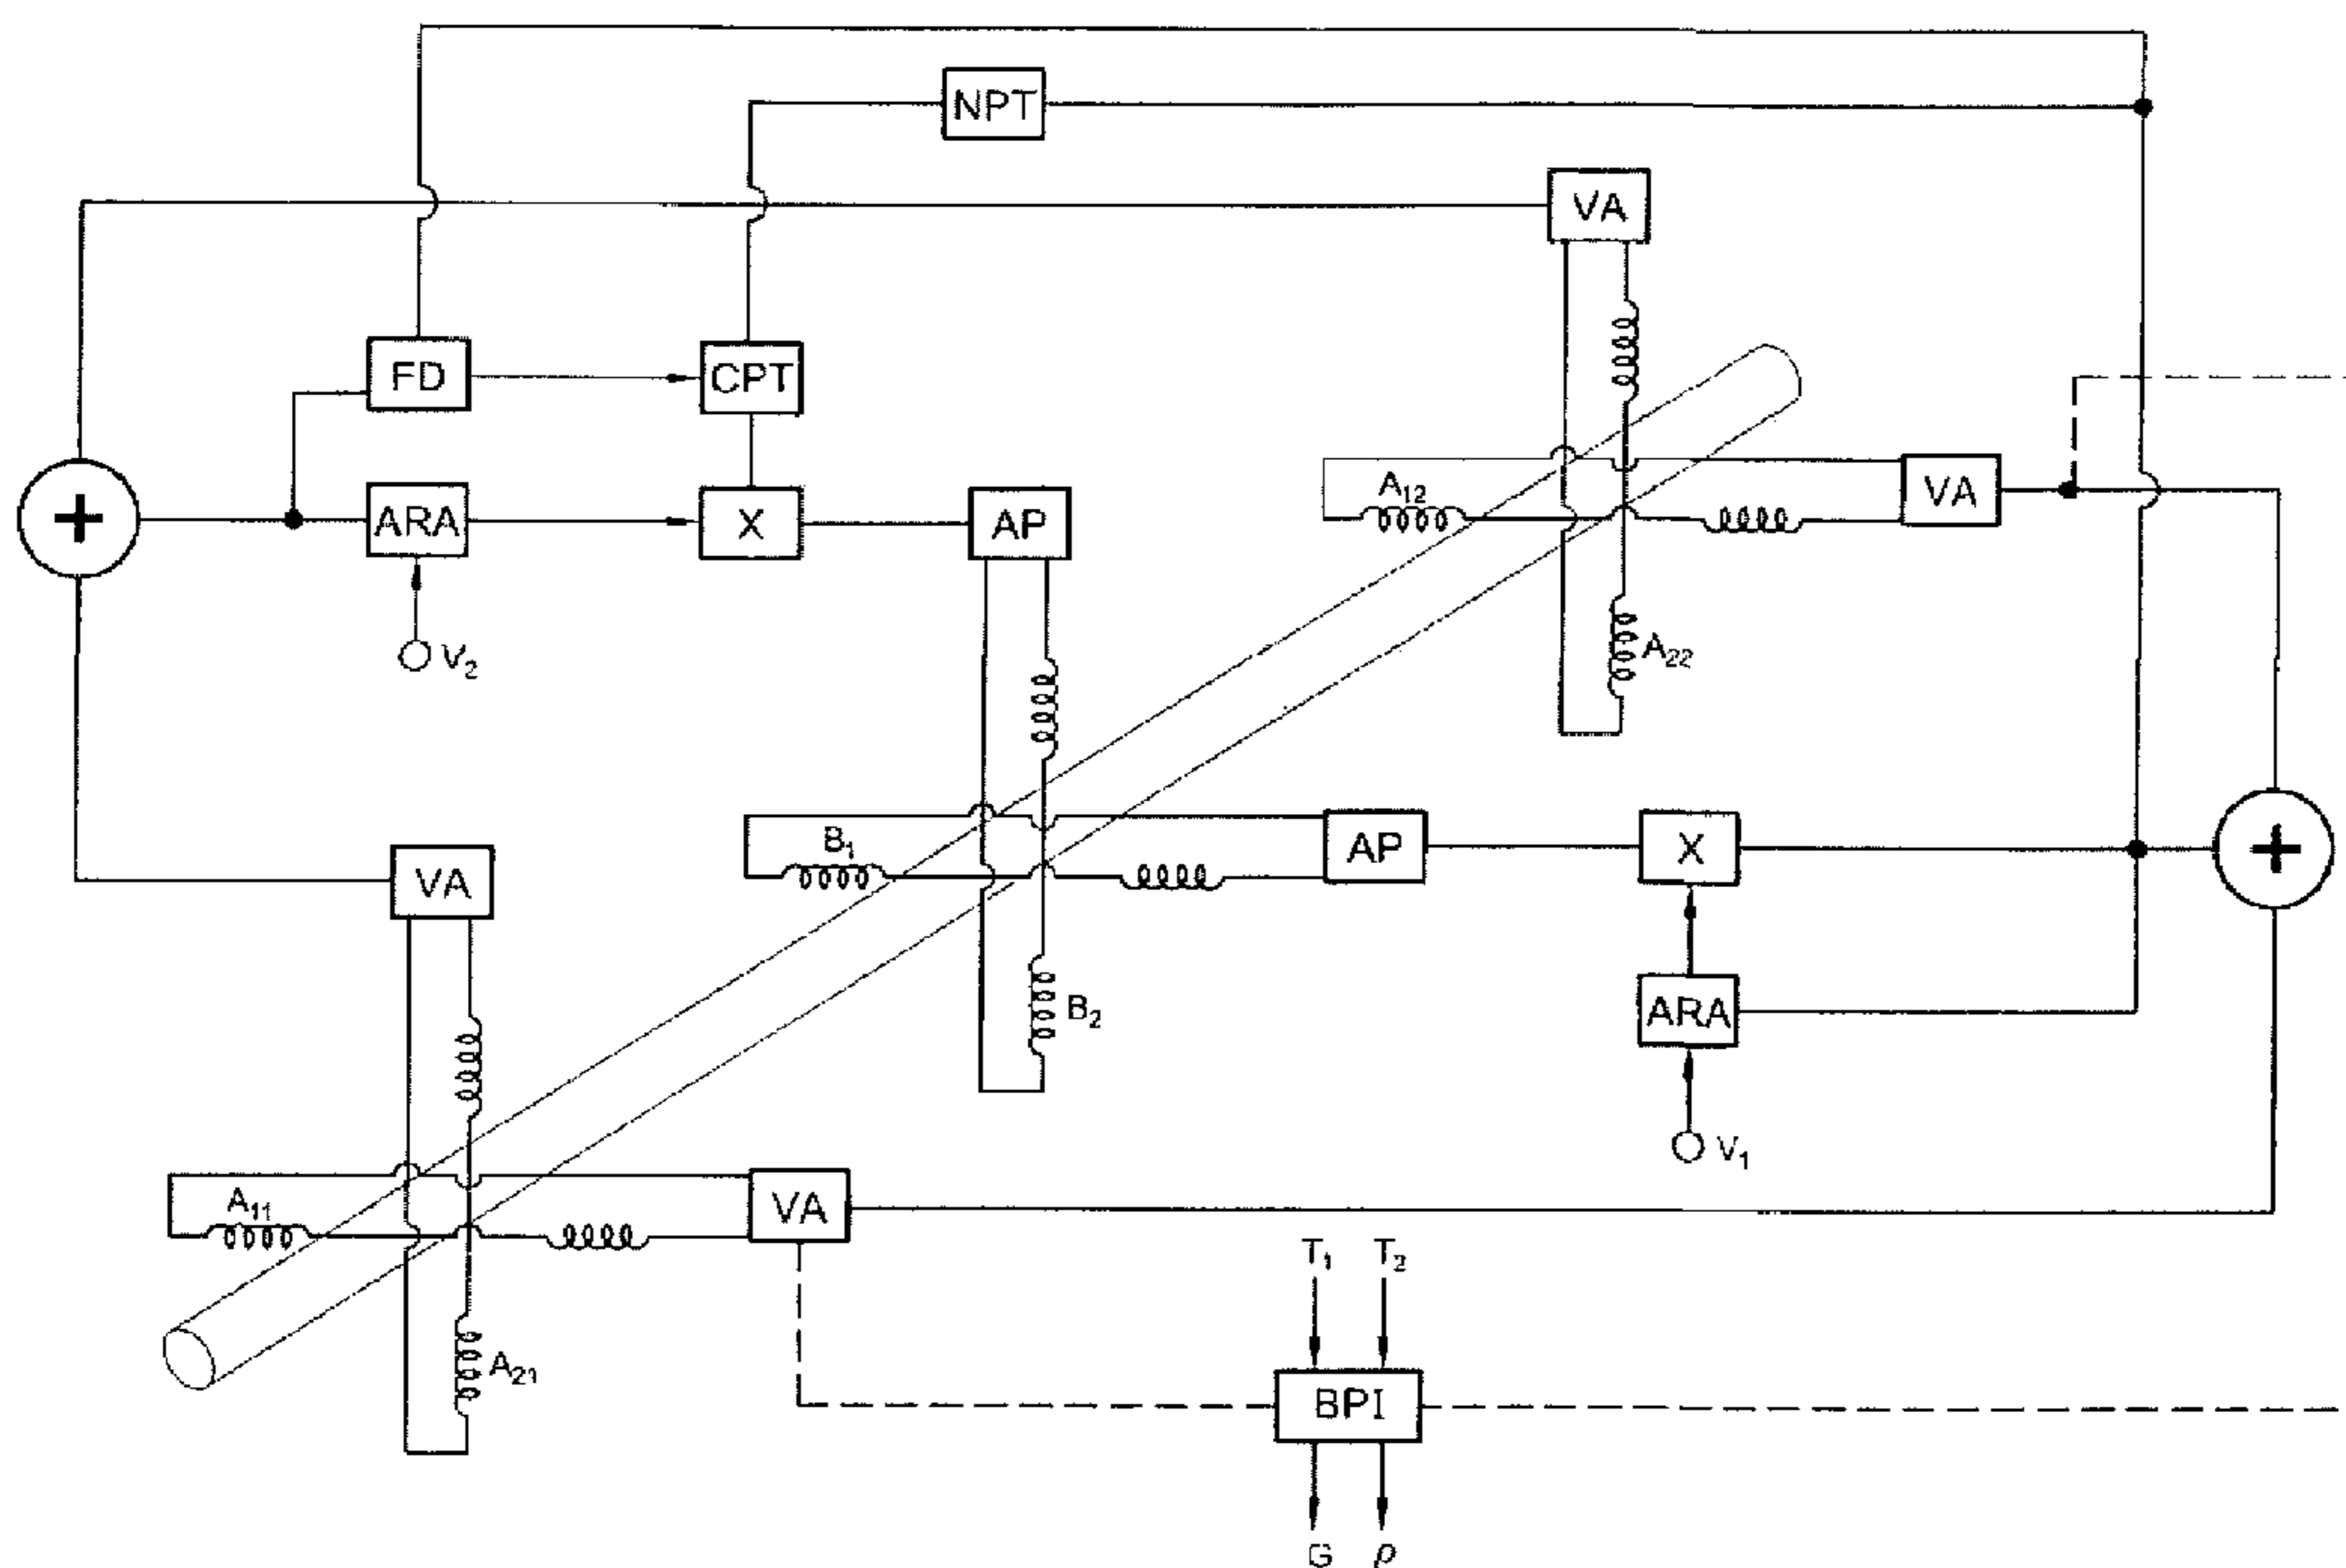 NPT
VA
FD
CPT
+
ARA
X
AP
A12
VA
V2
A22
B1
AP
X
+
VA
B2
ARA
V1
A11
VA
T1 T2
A21
BPI
G ρ